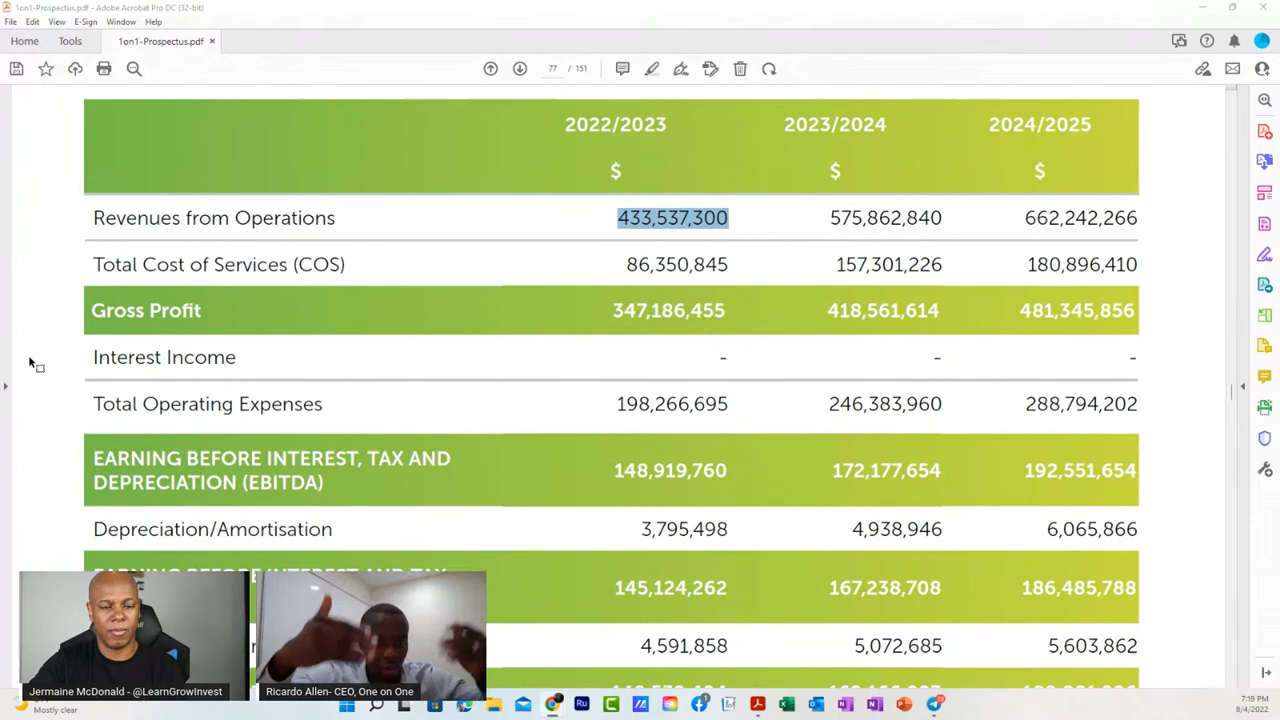 1on1-Prospectus.pdf - Adobe Acrobat Pro DC (32-bit)
File Edit View E-Sign Window Help
Home Tools 1on1-Prospectus.pdf ×
77 / 151
2022/2023 2023/2024 2024/2025
$ $ $
Revenues from Operations 433,537,300 575,862,840 662,242,266
Total Cost of Services (COS) 86,350,845 157,301,226 180,896,410
Gross Profit 347,186,455 418,561,614 481,345,856
Interest Income - - -
Total Operating Expenses 198,266,695 246,383,960 288,794,202
EARNING BEFORE INTEREST, TAX AND
DEPRECIATION (EBITDA) 148,919,760 172,177,654 192,551,654
Depreciation/Amortisation 3,795,498 4,938,946 6,065,866
145,124,262 167,238,708 186,485,788
4,591,858 5,072,685 5,603,862
Jermaine McDonald - @LearnGrowInvest
Ricardo Allen- CEO, One on One
Mostly clear
7:19 PM
8/4/2022